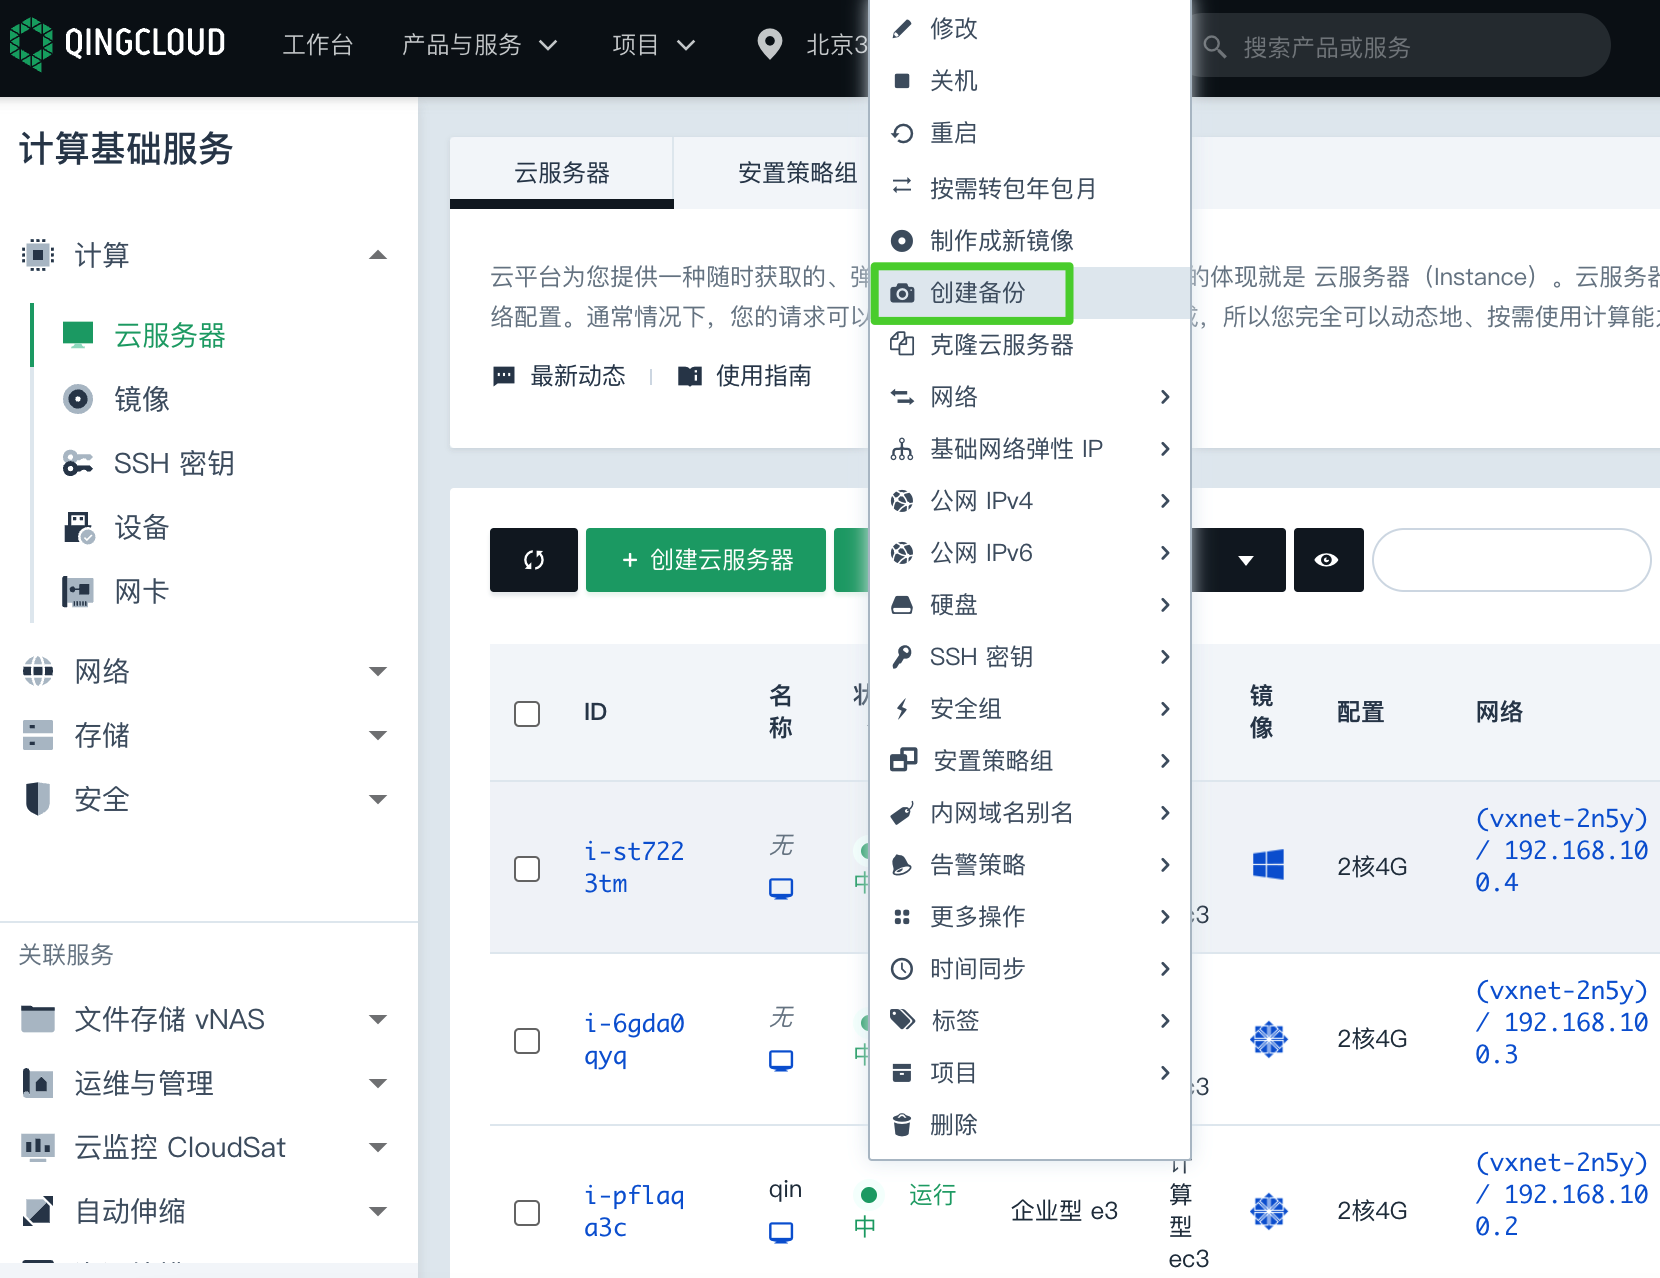 QINGCLOUD 工作台 产品与服务 项目 北京3 搜索产品或服务
计算基础服务
计算
云服务器
镜像
SSH 密钥
设备
网卡
网络
存储
安全
关联服务
文件存储 vNAS
运维与管理
云监控 CloudSat
自动伸缩
云服务器 安置策略组
云平台为您提供一种随时获取的、弹 的体现就是 云服务器（Instance）。云服务器
络配置。通常情况下，您的请求可以 ，所以您完全可以动态地、按需使用计算能
最新动态 使用指南
修改
关机
重启
按需转包年包月
制作成新镜像
创建备份
克隆云服务器
网络
基础网络弹性 IP
公网 IPv4
公网 IPv6
硬盘
SSH 密钥
安全组
安置策略组
内网域名别名
告警策略
更多操作
时间同步
标签
项目
删除
+ 创建云服务器
ID 名称 状 镜像 配置 网络
i-st722
3tm
无
中
c3
2核4G
(vxnet-2n5y)
/ 192.168.10
0.4
i-6gda0
qyq
无
中
c3
2核4G
(vxnet-2n5y)
/ 192.168.10
0.3
i-pflaq
a3c
qin
运行
中
企业型 e3
计
算
型
ec3
2核4G
(vxnet-2n5y)
/ 192.168.10
0.2